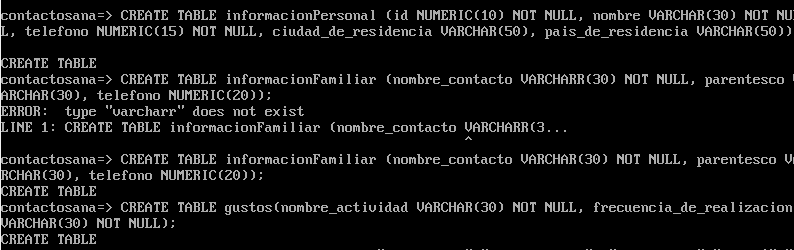 contactosana=> CREATE TABLE informacionPersonal (id NUMERIC(10) NOT NULL, nombre VARCHAR(30) NOT NU
L, telefono NUMERIC(15) NOT NULL, ciudad_de_residencia VARCHAR(50), pais_de_residencia VARCHAR(50))
CREATE TABLE
contactosana=> CREATE TABLE informacionFamiliar (nombre_contacto VARCHARR(30) NOT NULL, parentesco V
ARCHAR(30), telefono NUMERIC(20));
ERROR:  type "varcharr" does not exist
LINE 1: CREATE TABLE informacionFamiliar (nombre_contacto VARCHARR(3...
^
contactosana=> CREATE TABLE informacionFamiliar (nombre_contacto VARCHAR(30) NOT NULL, parentesco VA
RCHAR(30), telefono NUMERIC(20));
CREATE TABLE
contactosana=> CREATE TABLE gustos(nombre_actividad VARCHAR(30) NOT NULL, frecuencia_de_realizacion
VARCHAR(30) NOT NULL);
CREATE TABLE